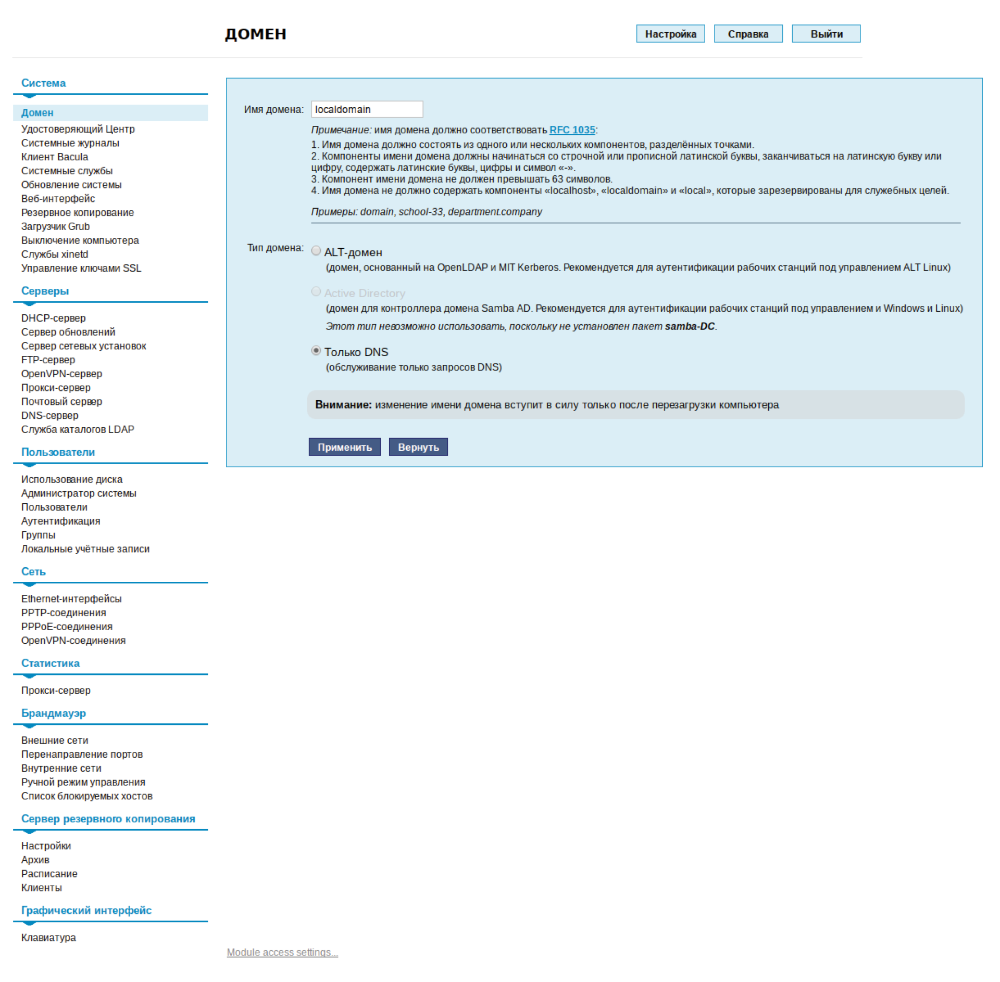 ДОМЕН
Настройка
Справка
Выйти
Система
Домен
Удостоверяющий Центр
Системные журналы
Клиент Bacula
Системные службы
Обновление системы
Веб-интерфейс
Резервное копирование
Загрузчик Grub
Выключение компьютера
Службы xinetd
Управление ключами SSL
Серверы
DHCP-сервер
Сервер обновлений
Сервер сетевых установок
FTP-сервер
OpenVPN-сервер
Прокси-сервер
Почтовый сервер
DNS-сервер
Служба каталогов LDAP
Пользователи
Использование диска
Администратор системы
Пользователи
Аутентификация
Группы
Локальные учётные записи
Сеть
Ethernet-интерфейсы
PPTP-соединения
PPPoE-соединения
OpenVPN-соединения
Статистика
Прокси-сервер
Брандмауэр
Внешние сети
Перенаправление портов
Внутренние сети
Ручной режим управления
Список блокируемых хостов
Сервер резервного копирования
Настройки
Архив
Расписание
Клиенты
Графический интерфейс
Клавиатура
Имя домена: localdomain
Примечание: имя домена должно соответствовать RFC 1035:
1. Имя домена должно состоять из одного или нескольких компонентов, разделённых точками.
2. Компоненты имени домена должны начинаться со строчной или прописной латинской буквы, заканчиваться на латинскую букву или
цифру, содержать латинские буквы, цифры и символ «-».
3. Компонент имени домена не должен превышать 63 символов.
4. Имя домена не должно содержать компоненты «localhost», «localdomain» и «local», которые зарезервированы для служебных целей.
Примеры: domain, school-33, department.company
Тип домена:
ALT-домен
(домен, основанный на OpenLDAP и MIT Kerberos. Рекомендуется для аутентификации рабочих станций под управлением ALT Linux)
Active Directory
(домен для контроллера домена Samba AD. Рекомендуется для аутентификации рабочих станций под управлением и Windows и Linux)
Этот тип невозможно использовать, поскольку не установлен пакет samba-DC.
Только DNS
(обслуживание только запросов DNS)
Внимание: изменение имени домена вступит в силу только после перезагрузки компьютера
Применить
Вернуть
Module access settings...